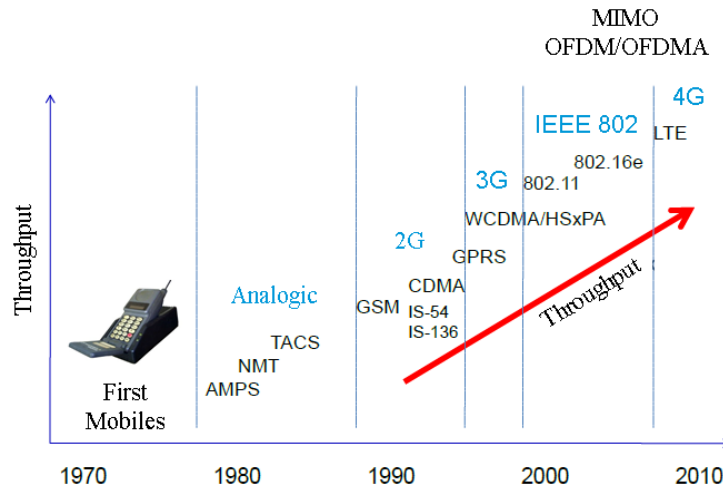 MIMO
OFDM/OFDMA
4G
IEEE 802
LTE
802.16e
3G
802.11
WCDMA/HSxPA
2G
GPRS
Analogic
CDMA
GSM
IS-54
IS-136
TACS
NMT
AMPS
First
Mobiles
Throughput
Throughput
1970
1980
1990
2000
2010